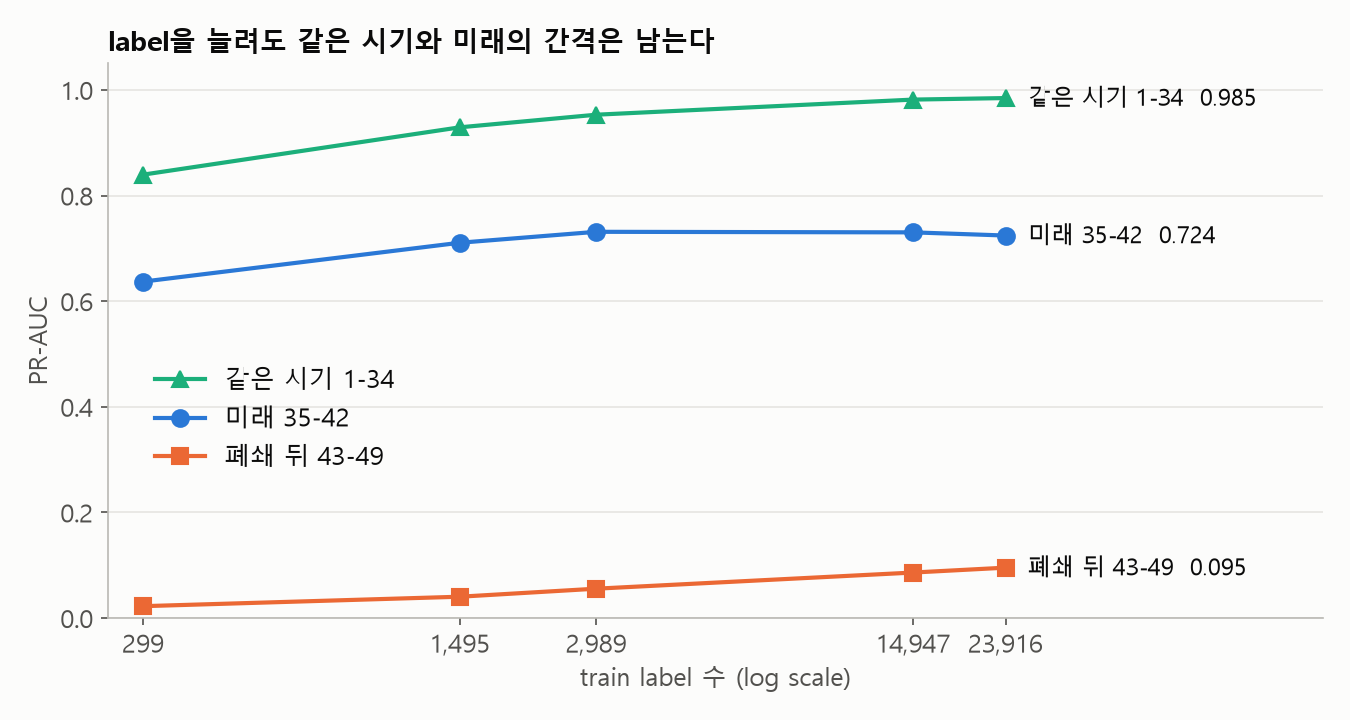 label을 늘려도 같은 시기와 미래의 간격은 남는다
PR-AUC
1.0
0.8
0.6
0.4
0.2
0.0
같은 시기 1-34 0.985
미래 35-42 0.724
폐쇄 뒤 43-49 0.095
같은 시기 1-34
미래 35-42
폐쇄 뒤 43-49
299 1,495 2,989 14,947 23,916
train label 수 (log scale)